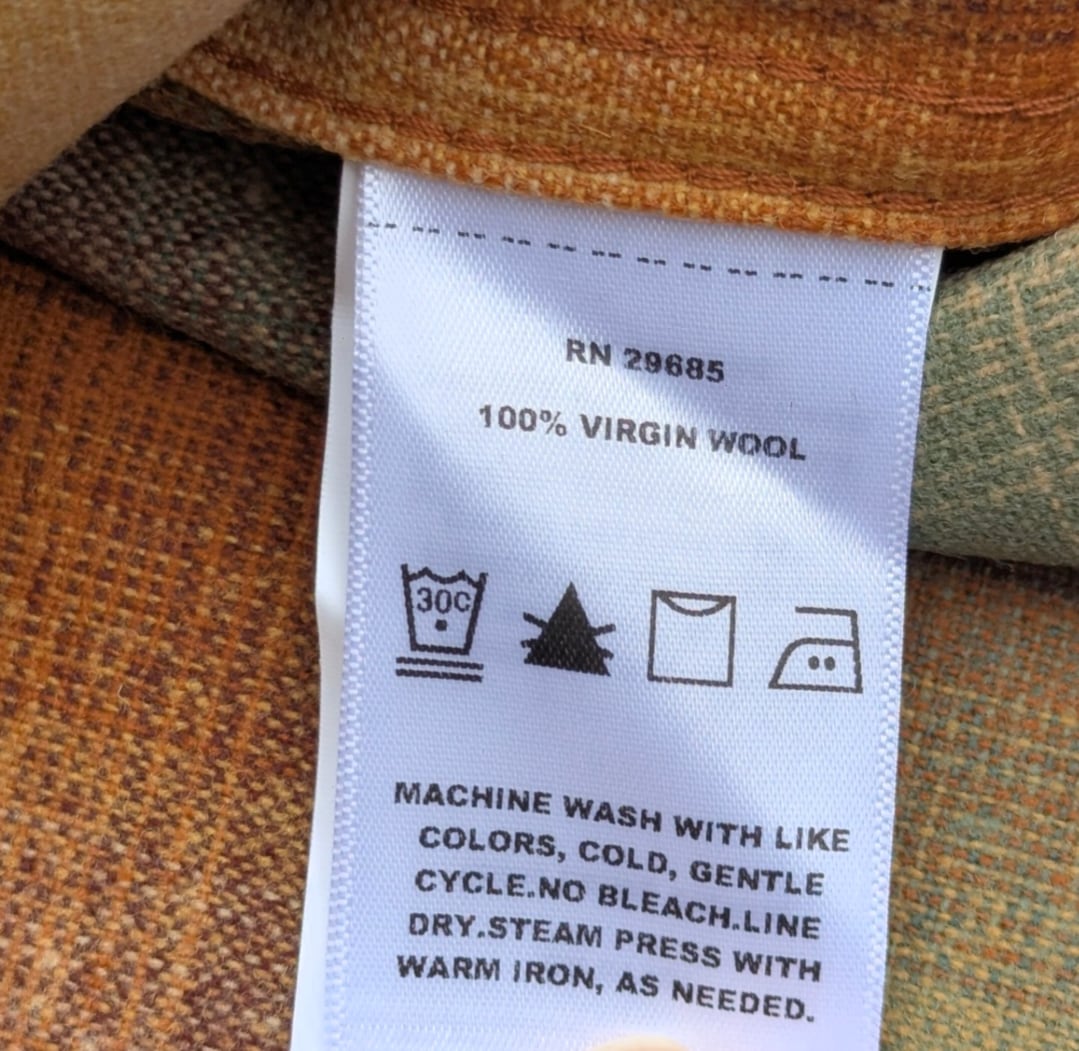 RN 29685
100% VIRGIN WOOL
30C
MACHINE WASH WITH LIKE
COLORS, COLD, GENTLE
CYCLE.NO BLEACH.LINE
DRY.STEAM PRESS WITH
WARM IRON, AS NEEDED.